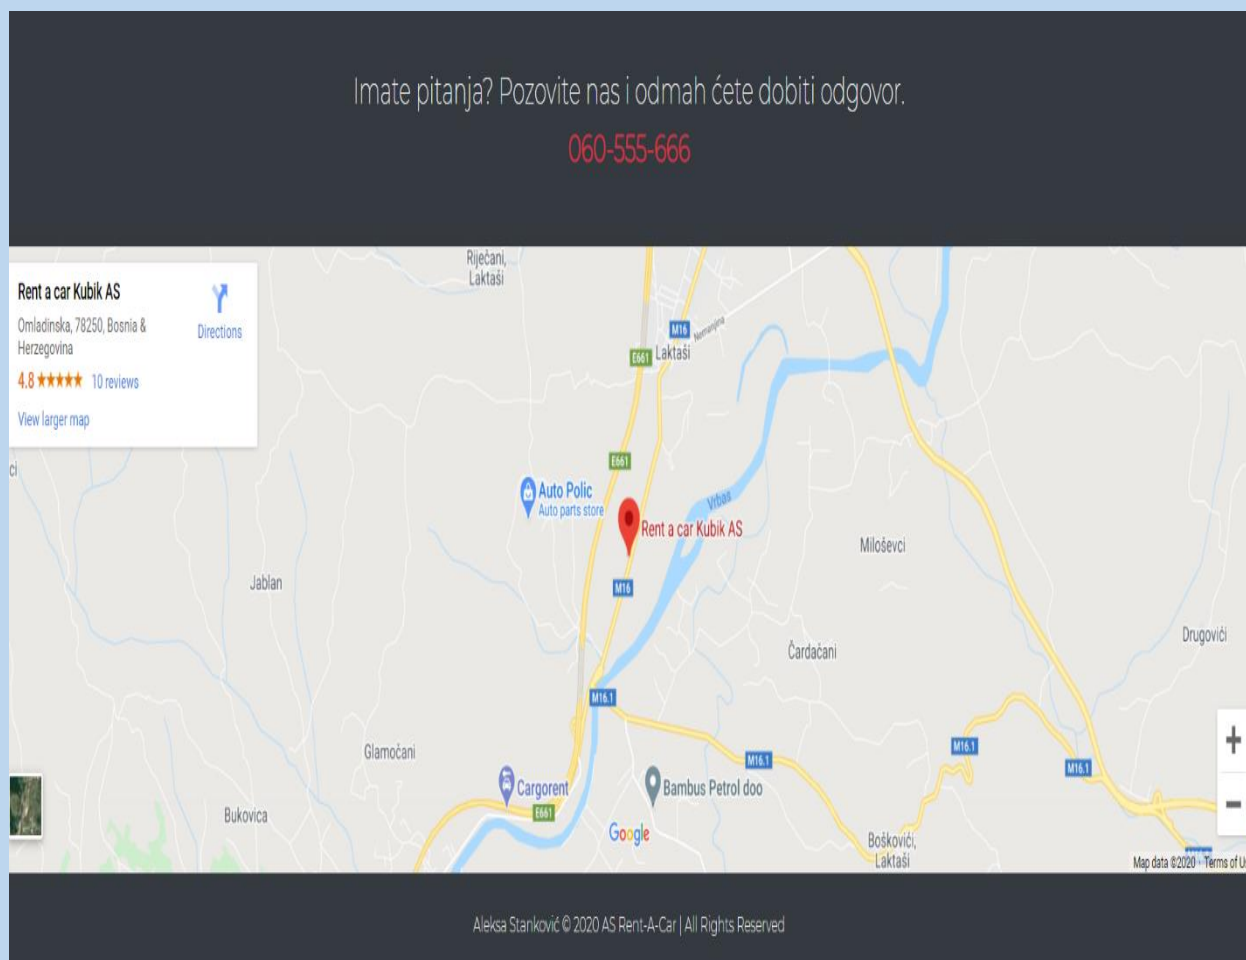 Imate pitanja? Pozovite nas i odmah ćete dobiti odgovor.
060-555-666
Rent a car Kubik AS
Omladinska, 78250, Bosnia &
Herzegovina
4.8 ★★★★★ 10 reviews
View larger map
Directions
Riječani,
Laktaši
M16
Nemanjina
E661
Laktaši
ci
E661
Auto Polic
Auto parts store
Vrbas
Rent a car Kubik AS
Miloševci
Jablan
M16
Drugovići
Čardačani
M16.1
Glamočani
M16.1
M16.1
M16.1
Cargorent
Bambus Petrol doo
E661
Bukovica
Google
Boškovići,
Laktaši
+
−
Map data ©2020
Terms of U
Aleksa Stanković © 2020 AS Rent-A-Car | All Rights Reserved